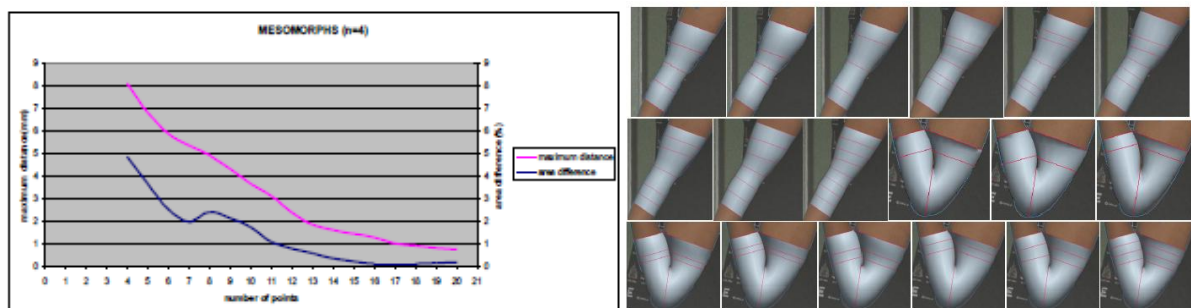 MESOMORPHS (n=4)
9 9
8 8
7 7
6 6
5 5
4 4
3 3
2 2
1 1
0 0
0 1 2 3 4 5 6 7 8 9 10 11 12 13 14 15 16 17 18 19 20 21
maximum distance(mm)
area difference(%)
number of points
maximum distance
area difference